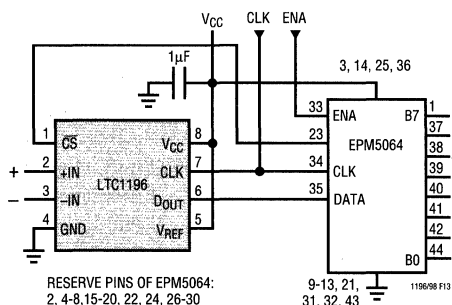 VCC CLK ENA
1µF
3, 14, 25, 36
1 CS
2 +IN
3 –IN
4 GND
LTC1196
VCC 8
CLK 7
DOUT 6
VREF 5
+
–
33 ENA
23
34 CLK
35 DATA
EPM5064
B7 1
37
38
39
40
41
42
B0 44
9-13, 21,
31, 32, 43
1196/98 F13
RESERVE PINS OF EPM5064:
2, 4-8,15-20, 22, 24, 26-30